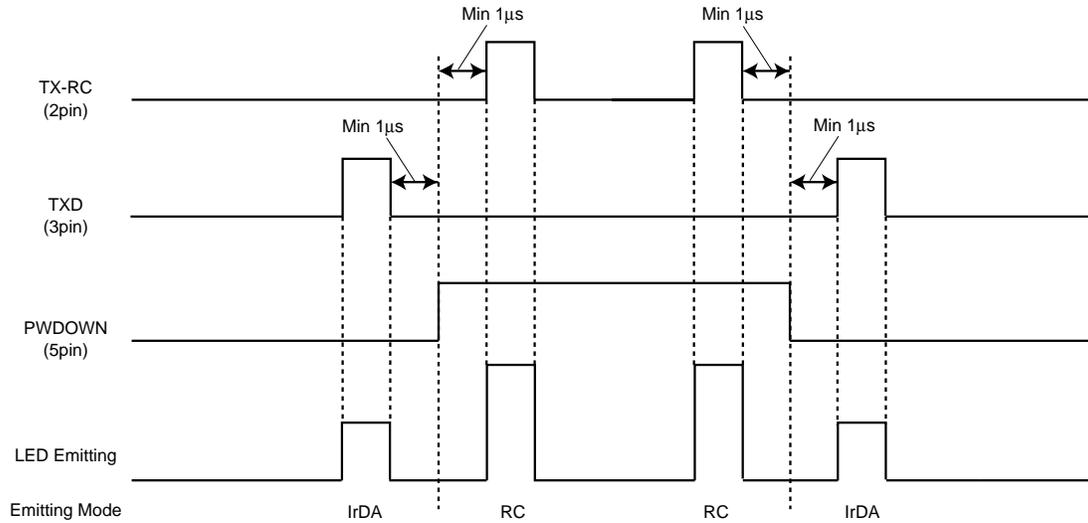 Min 1μs
Min 1μs
TX-RC
(2pin)
Min 1μs
Min 1μs
TXD
(3pin)
PWDOWN
(5pin)
LED Emitting
Emitting Mode IrDA RC RC IrDA